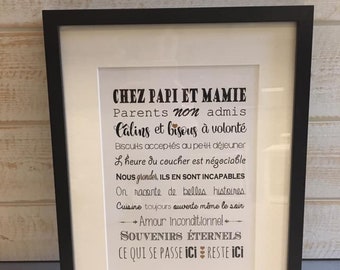 CHEZ PAPI ET MAMIE
Parents NON admis
Câlins et bisous à volonté
Biscuits acceptés au petit déjeuner
L'heure du coucher est négociable
NOUS gronder, ILS EN SONT INCAPABLES
On raconte de belles histoires
Cuisine toujours ouverte même le soir
Amour inconditionnel
SOUVENIRS ÉTERNELS
CE QUI SE PASSE ICI RESTE ICI